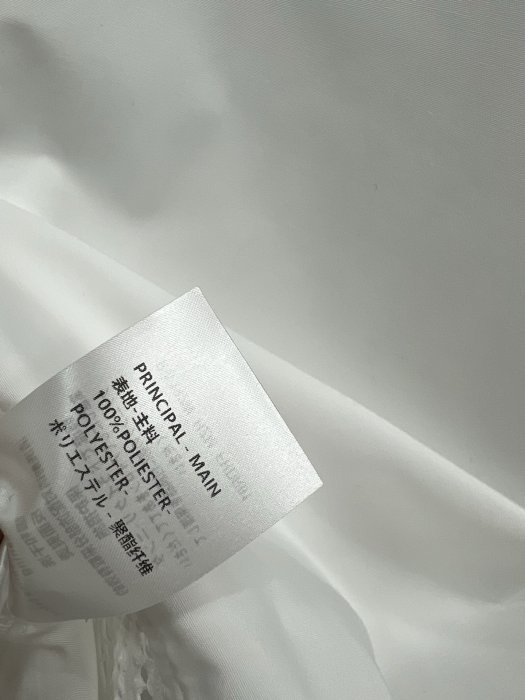 PRINCIPAL - MAIN
表地-主料
100%POLIESTER-
POLYESTER-
ポリエステル - 聚酯纤维